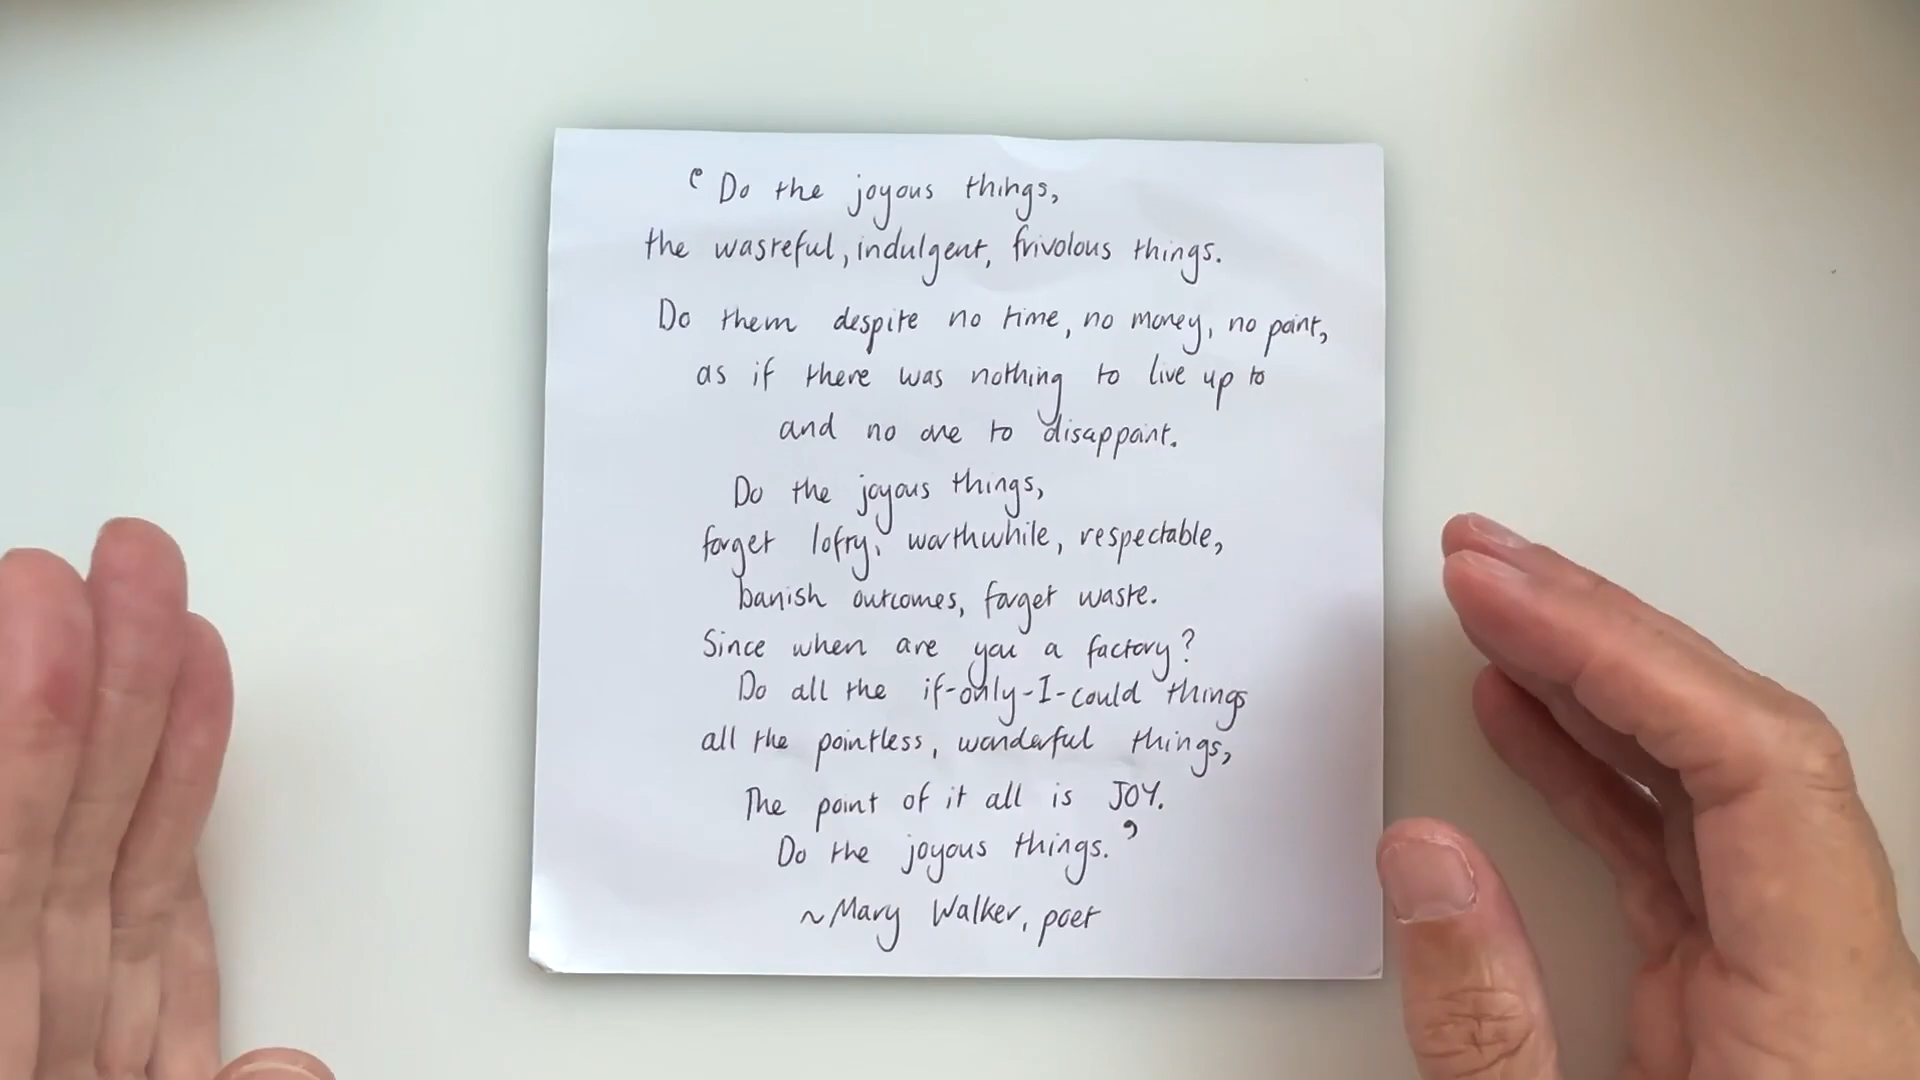 ‘Do the joyous things,
the wasteful, indulgent, frivolous things.
Do them despite no time, no money, no point,
as if there was nothing to live up to
and no one to disappoint.
Do the joyous things,
forget lofty, worthwhile, respectable,
banish outcomes, forget waste.
Since when are you a factory?
Do all the if-only-I-could things
all the pointless, wonderful things,
The point of it all is JOY.
Do the joyous things.’
~Mary Walker, poet